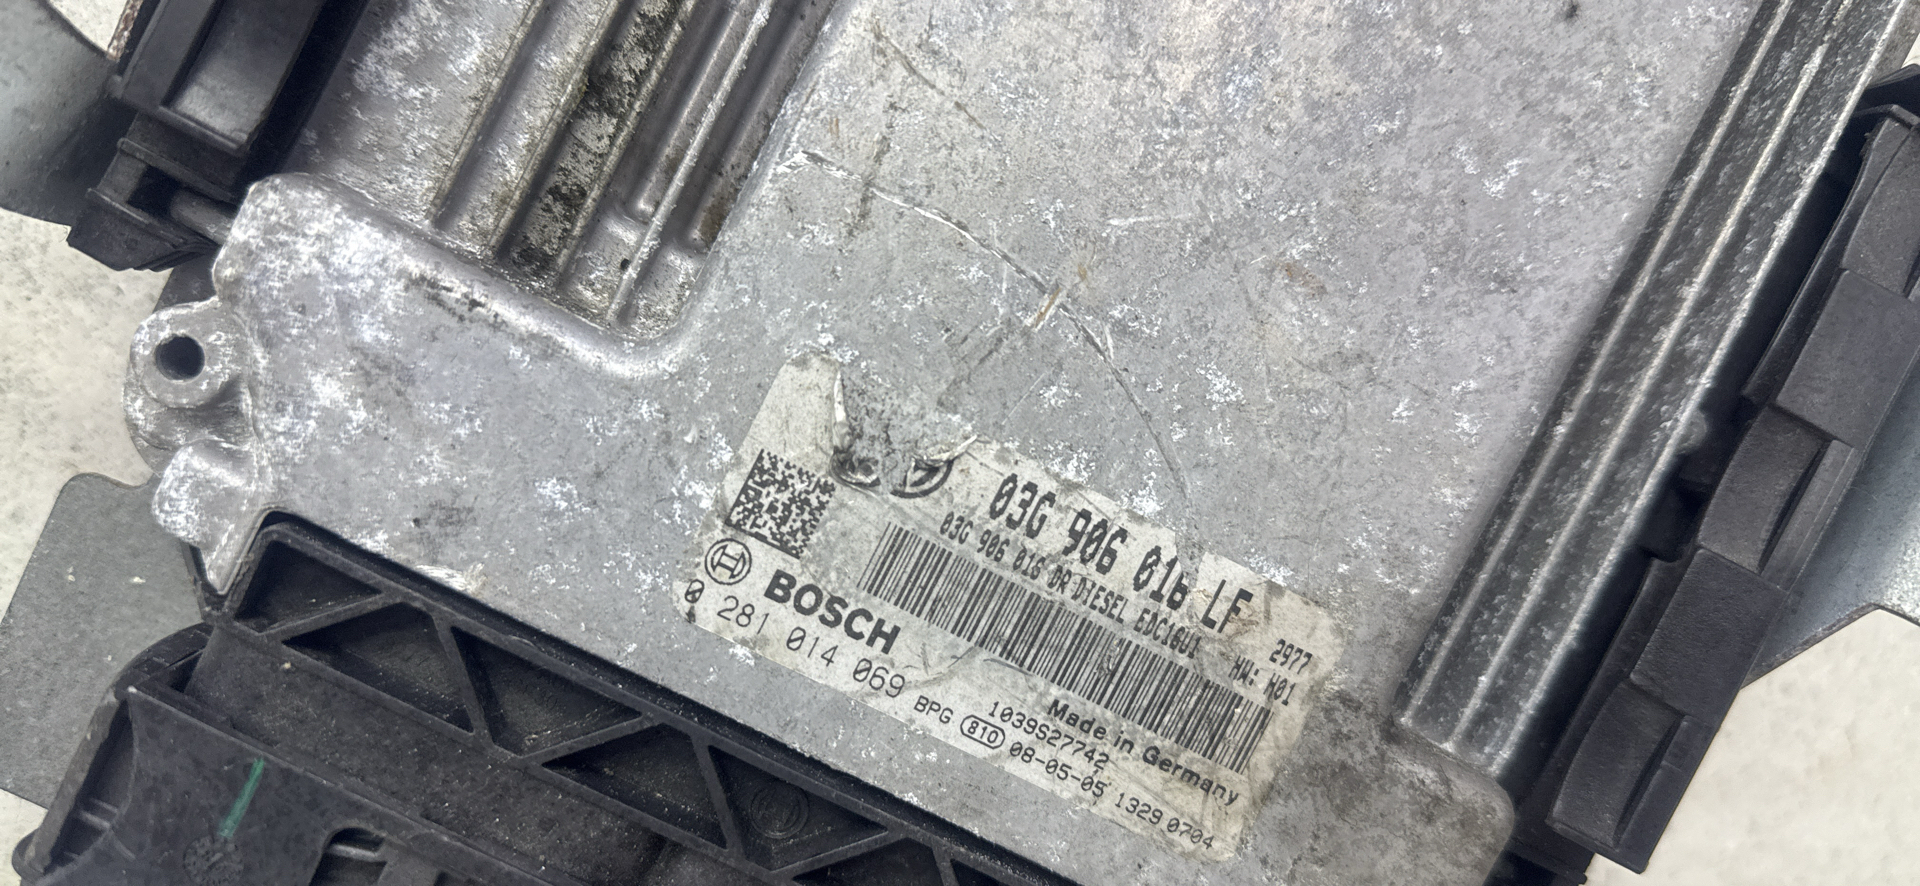 03G 906 016 LF
03G 906 016 DR DIESEL EDC16U1
2977
HW: H01
BOSCH
0 281 014 069
Made in Germany
1039S27742
BPG 810 08-05-05 1329 0704